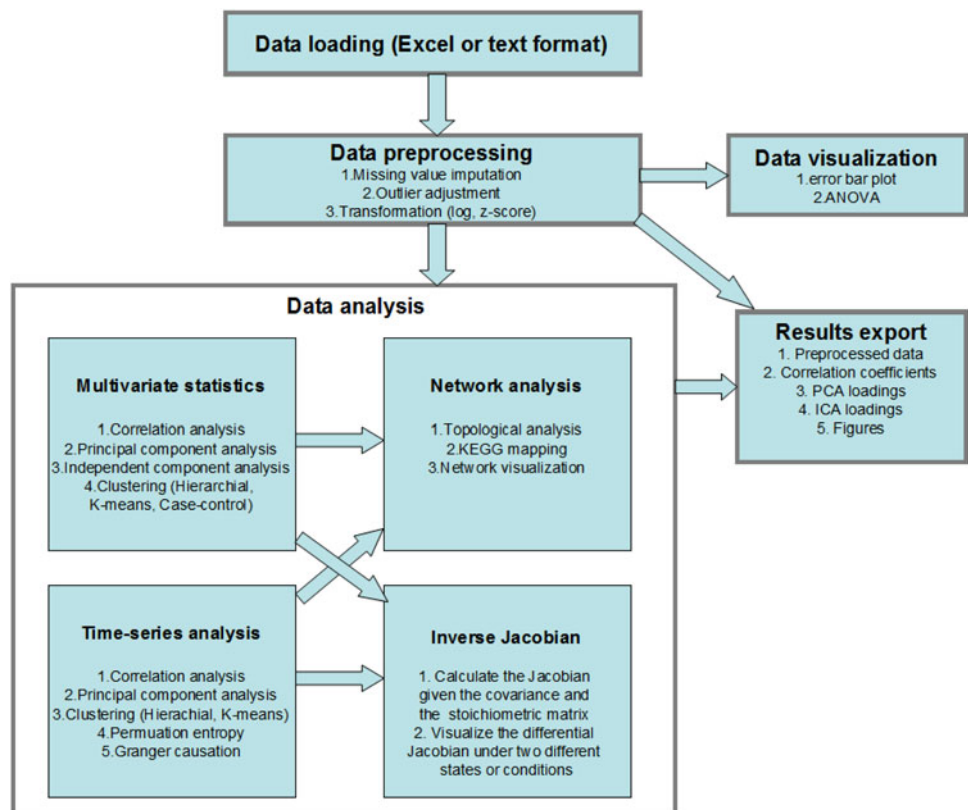 Data loading (Excel or text format)
Data preprocessing
1.Missing value imputation
2.Outlier adjustment
3.Transformation (log, z-score)
Data visualization
1.error bar plot
2.ANOVA
Data analysis
Multivariate statistics
1.Correlation analysis
2.Principal component analysis
3.Independent component analysis
4.Clustering (Hierarchial,
K-means, Case-control)
Network analysis
1.Topological analysis
2.KEGG mapping
3.Network visualization
Results export
1. Preprocessed data
2. Correlation coefficients
3. PCA loadings
4. ICA loadings
5. Figures
Time-series analysis
1.Correlation analysis
2.Principal component analysis
3.Clustering (Hierachial, K-means)
4.Permuation entropy
5.Granger causation
Inverse Jacobian
1. Calculate the Jacobian
given the covariance and
the stoichiometric matrix
2. Visualize the differential
Jacobian under two different
states or conditions